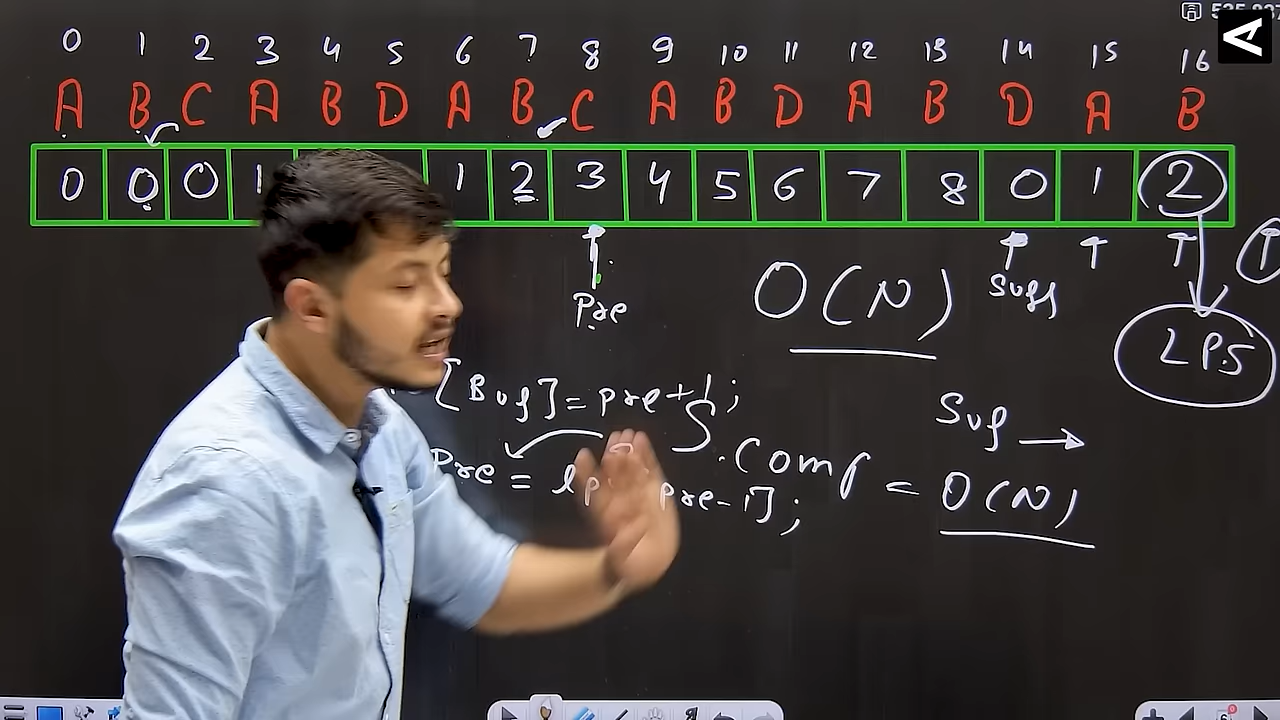 0 1 2 3 4 5 6 7 8 9 10 11 12 13 14 15 16
A B C A B D A B C A B D A B D A B
0 0 0 1 1 2 3 4 5 6 7 8 0 1 2
Pre O(N) Suf
LPS
[Suf] = pre+1;
Suf →
Pre = pre-1];
S.Comp = O(N)